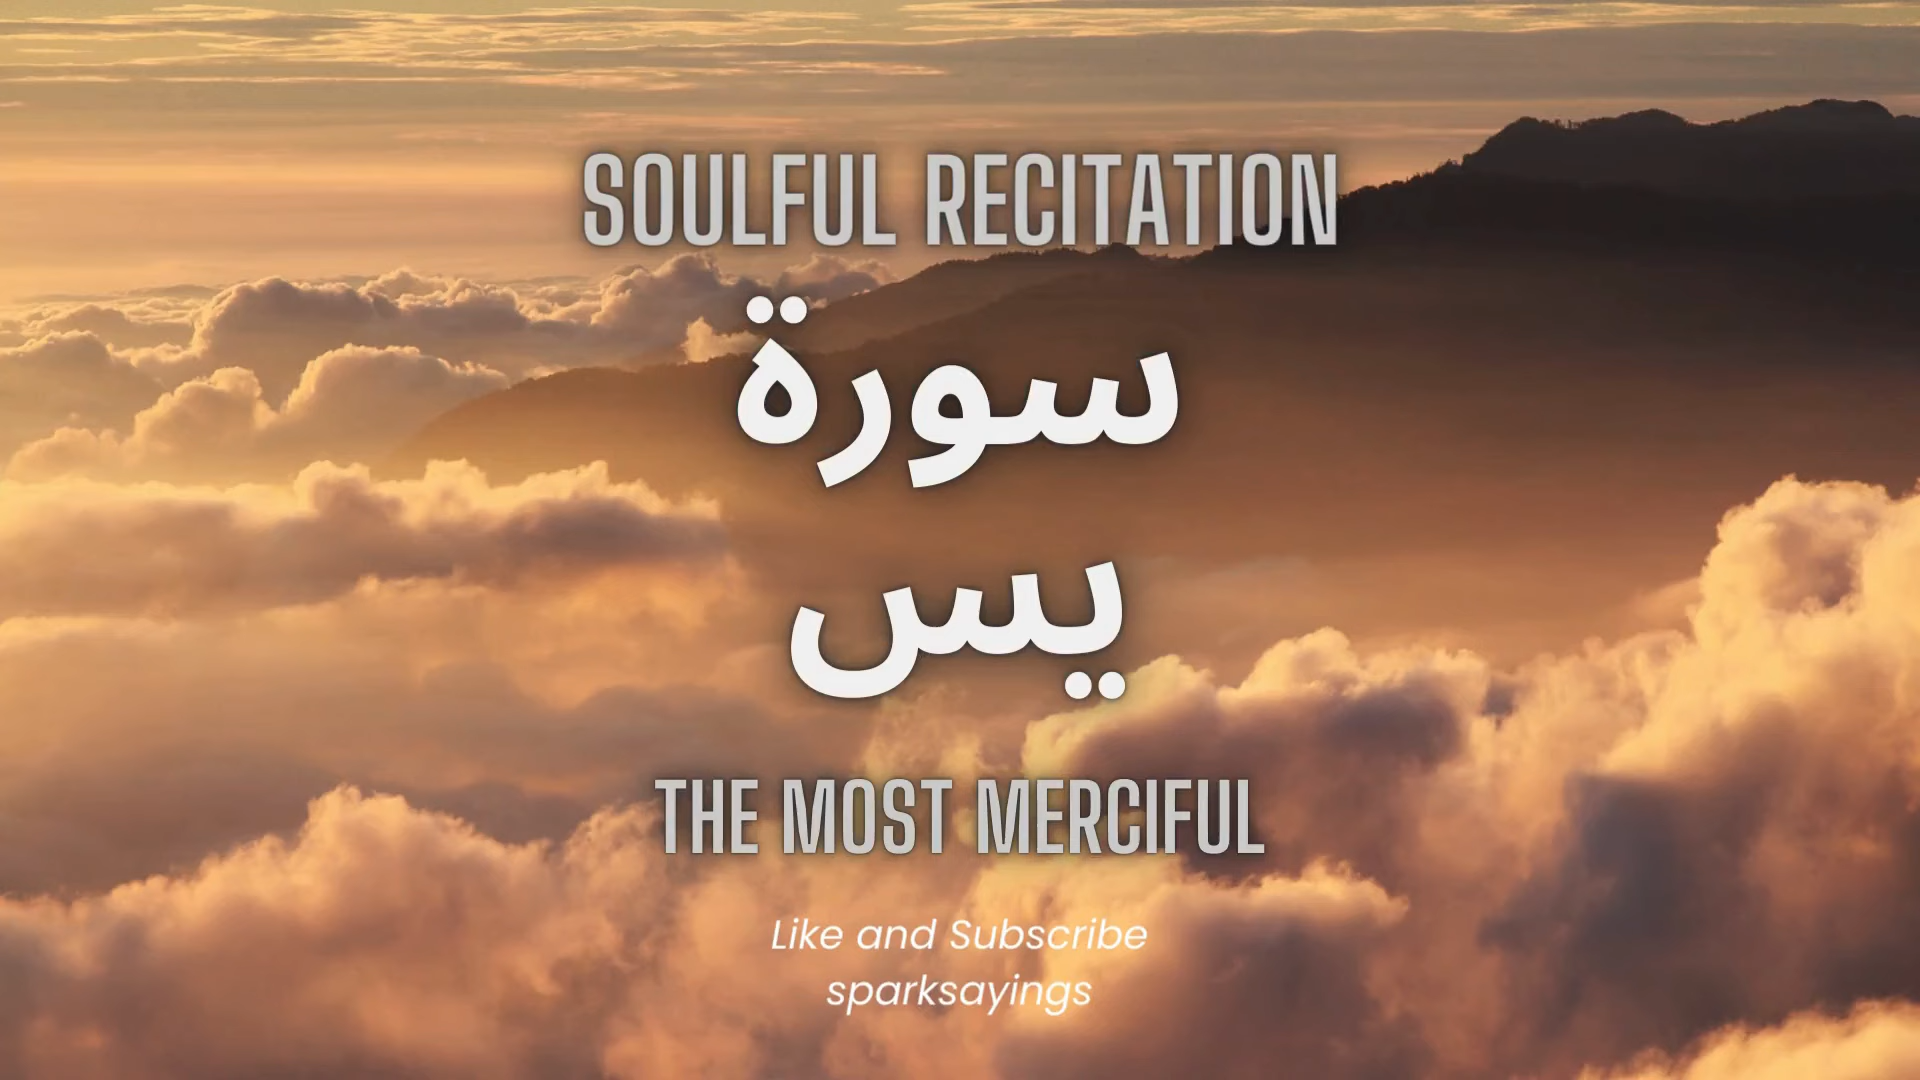 SOULFUL RECITATION
سورة
يس
THE MOST MERCIFUL
Like and Subscribe
sparksayings